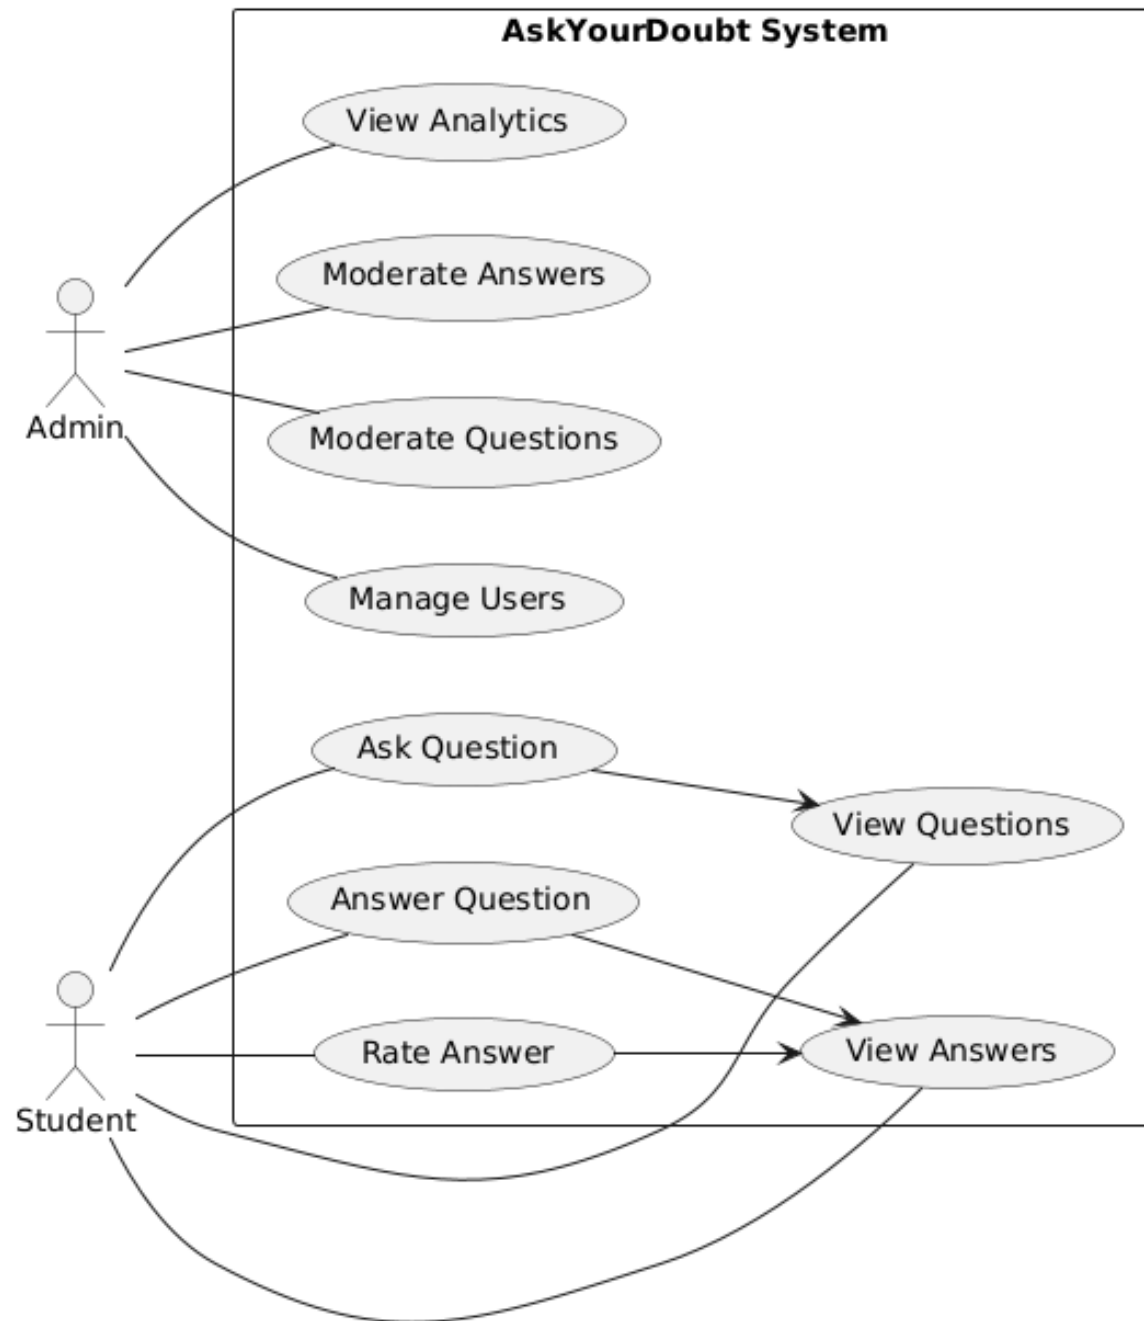 AskYourDoubt System
View Analytics
Moderate Answers
Admin
Moderate Questions
Manage Users
Ask Question
View Questions
Answer Question
Rate Answer
View Answers
Student